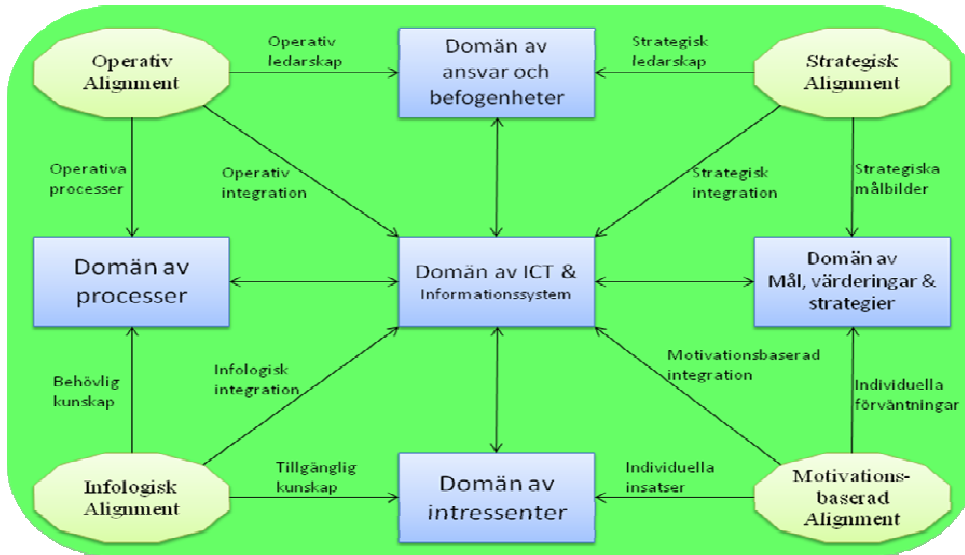 Operativ
Alignment
Operativ
ledarskap
Domän av
ansvar och
befogenheter
Strategisk
ledarskap
Strategisk
Alignment
Operativa
processer
Operativ
integration
Strategisk
integration
Strategiska
målbilder
Domän av
processer
Domän av ICT &
Informationssystem
Domän av
Mål, värderingar &
strategier
Behövlig
kunskap
Infologisk
integration
Motivationsbaserad
integration
Individuella
förväntningar
Infologisk
Alignment
Tillgänglig
kunskap
Domän av
intressenter
Individuella
insatser
Motivations-
baserad
Alignment